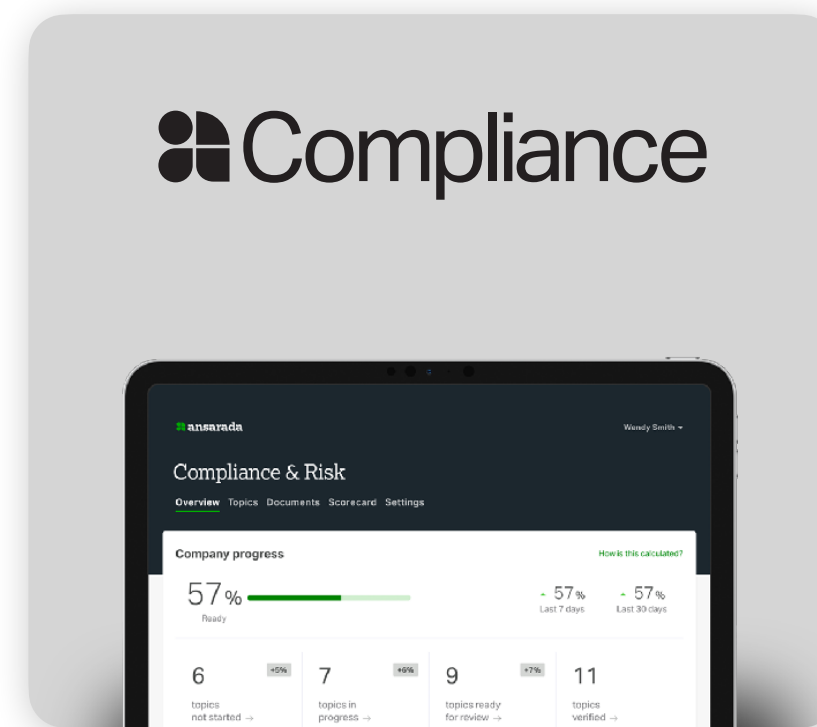 Compliance
ansarada
Wendy Smith
Compliance & Risk
Overview Topics Documents Scorecard Settings
Company progress
How is this calculated?
57%
Ready
57%
Last 7 days
57%
Last 30 days
6
+5%
topics
not started →
7
+6%
topics in
progress →
9
+7%
topics ready
for review →
11
topics
verified →